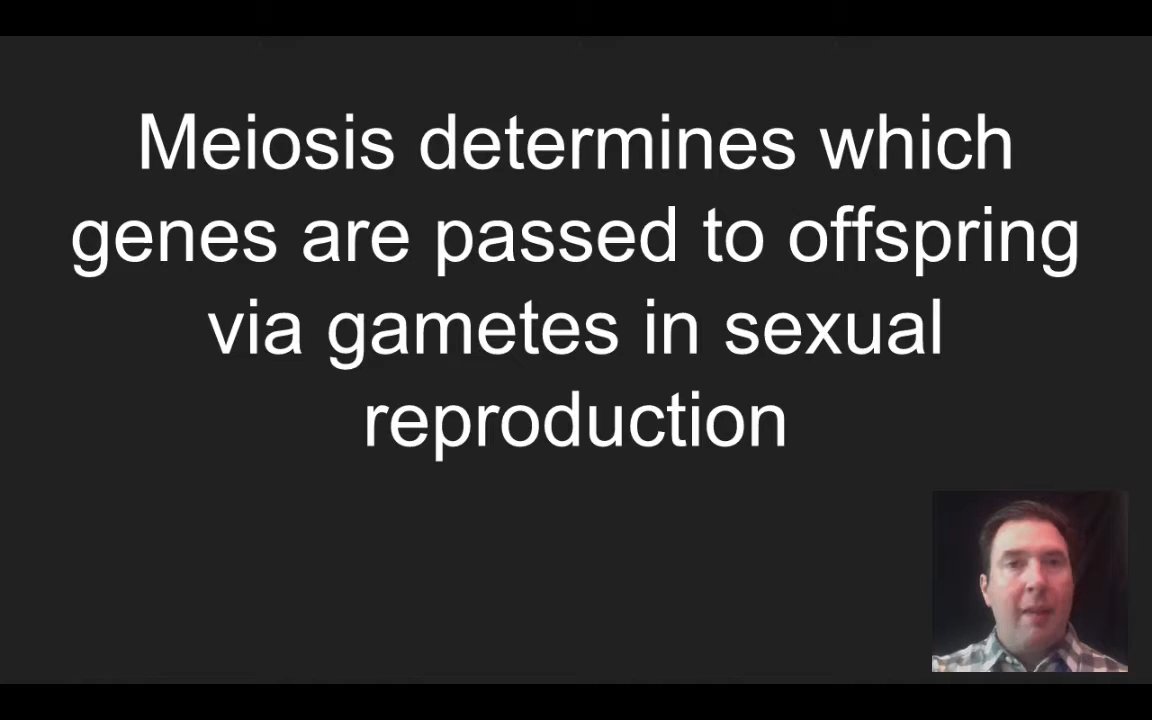 Meiosis determines which
genes are passed to offspring
via gametes in sexual
reproduction